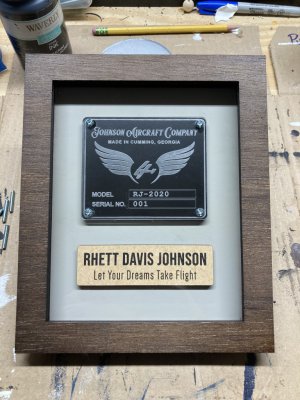 WAVERLY
JOHNSON AIRCRAFT COMPANY
MADE IN CUMMING, GEORGIA
MODEL RJ-2020
SERIAL NO. 001
RHETT DAVIS JOHNSON
Let Your Dreams Take Flight